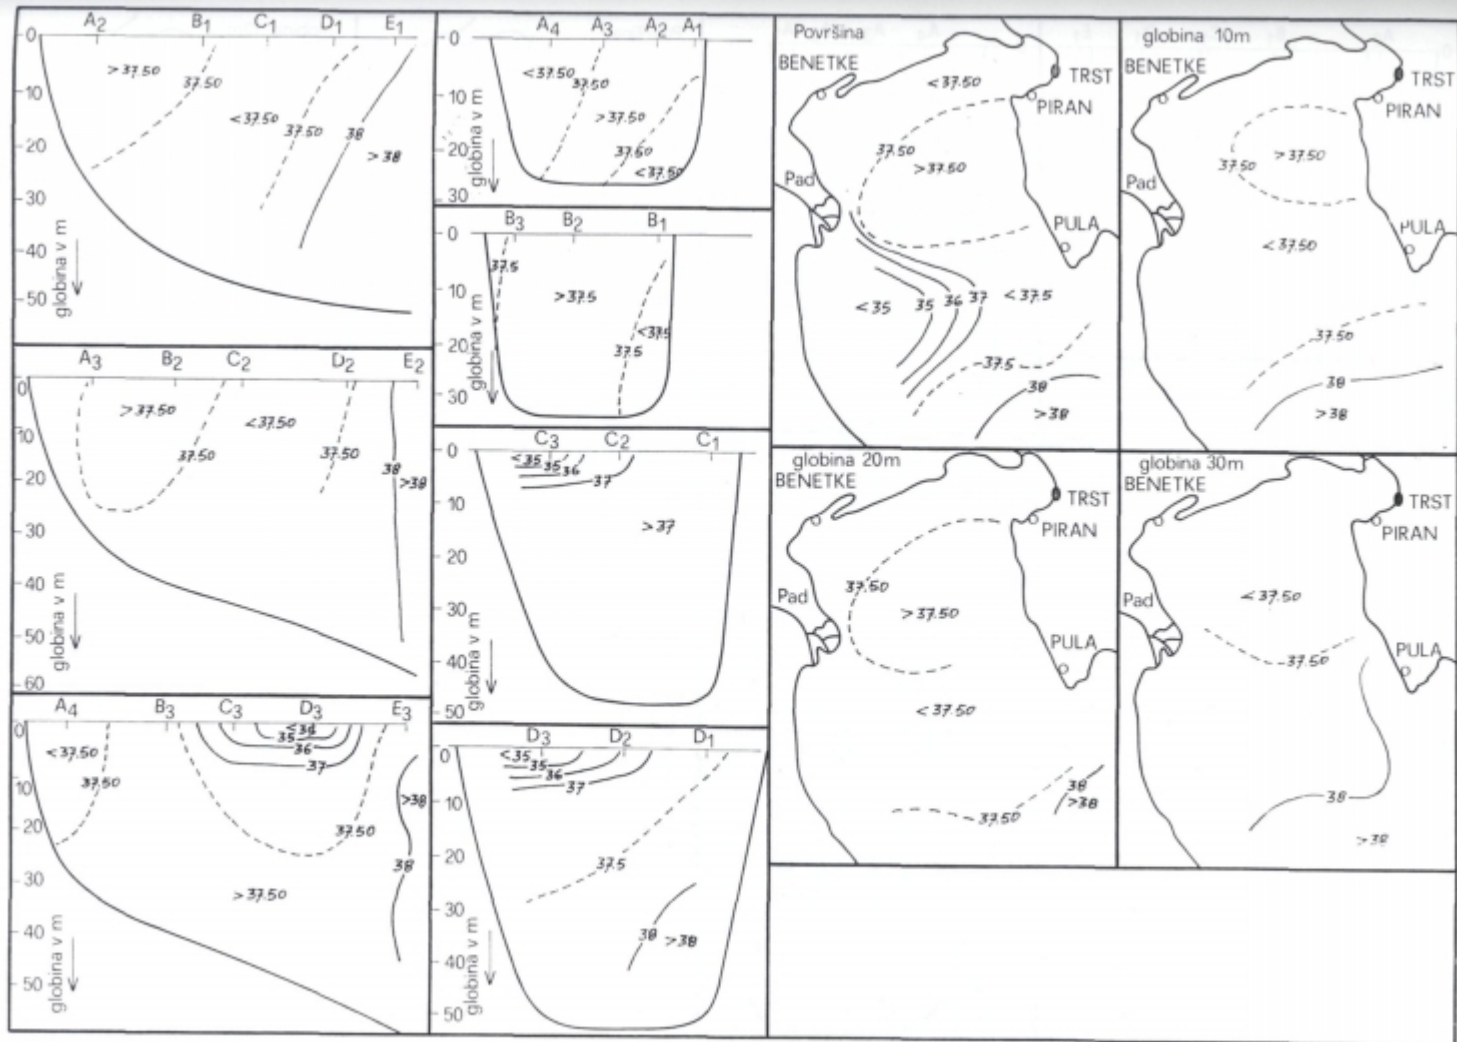 A2 B1 C1 D1 E1
0
10
20
30
40
50
globina v m
>37.50
37.50
<37.50
37.50
38
>38
A3 B2 C2 D2 E2
0
10
20
30
40
50
60
globina v m
>37.50
<37.50
37.50
37.50
38
>38
A4 B3 C3 D3 E3
0
10
20
30
40
50
globina v m
<37.50
37.50
<34
35
36
37
37.50
>38
38
>37.50
A4 A3 A2 A1
0
10
20
30
globina v m
<37.50
37.50
>37.50
37.50
<37.50
B3 B2 B1
0
10
20
30
globina v m
37.5
>37.5
<37.5
37.5
C3 C2 C1
0
10
20
30
40
50
globina v m
<35
35
36
37
>37
D3 D2 D1
0
10
20
30
40
50
globina v m
<35
35
36
37
37.5
38
>38
Površina
BENETKE
TRST
PIRAN
Pad
PULA
<37.50
37.50
>37.50
<35 35 36 37 <37.5
37.5
38
>38
globina 10m
BENETKE
TRST
PIRAN
Pad
PULA
37.50
>37.50
<37.50
37.50
38
>38
globina 20m
BENETKE
TRST
PIRAN
Pad
PULA
37.50
>37.50
<37.50
38
>38
37.50
globina 30m
BENETKE
TRST
PIRAN
Pad
PULA
<37.50
37.50
38
>38